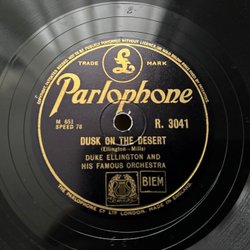 TRADE MARK
Parlophone
M 651
SPEED 78
R. 3041
DUSK ON THE DESERT
(Ellington - Mills)
DUKE ELLINGTON AND
HIS FAMOUS ORCHESTRA
BIEM
THE PARLOPHONE CO LTD LONDON. MADE IN ENGLAND.